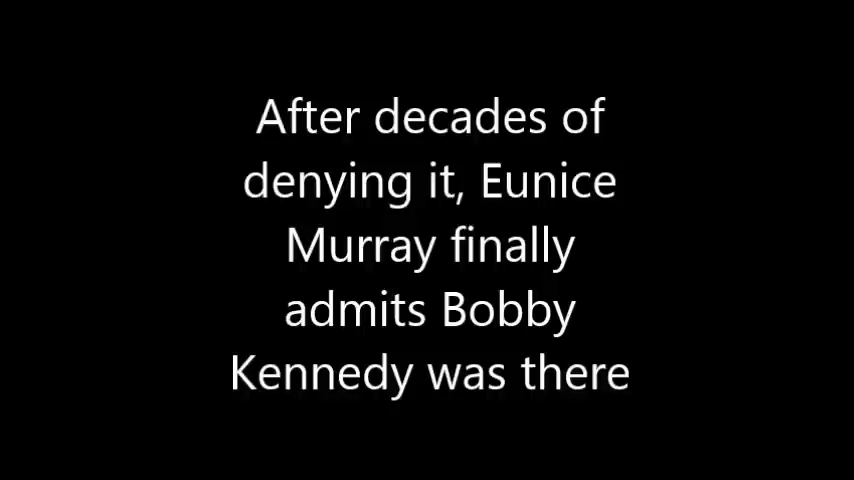 After decades of
denying it, Eunice
Murray finally
admits Bobby
Kennedy was there